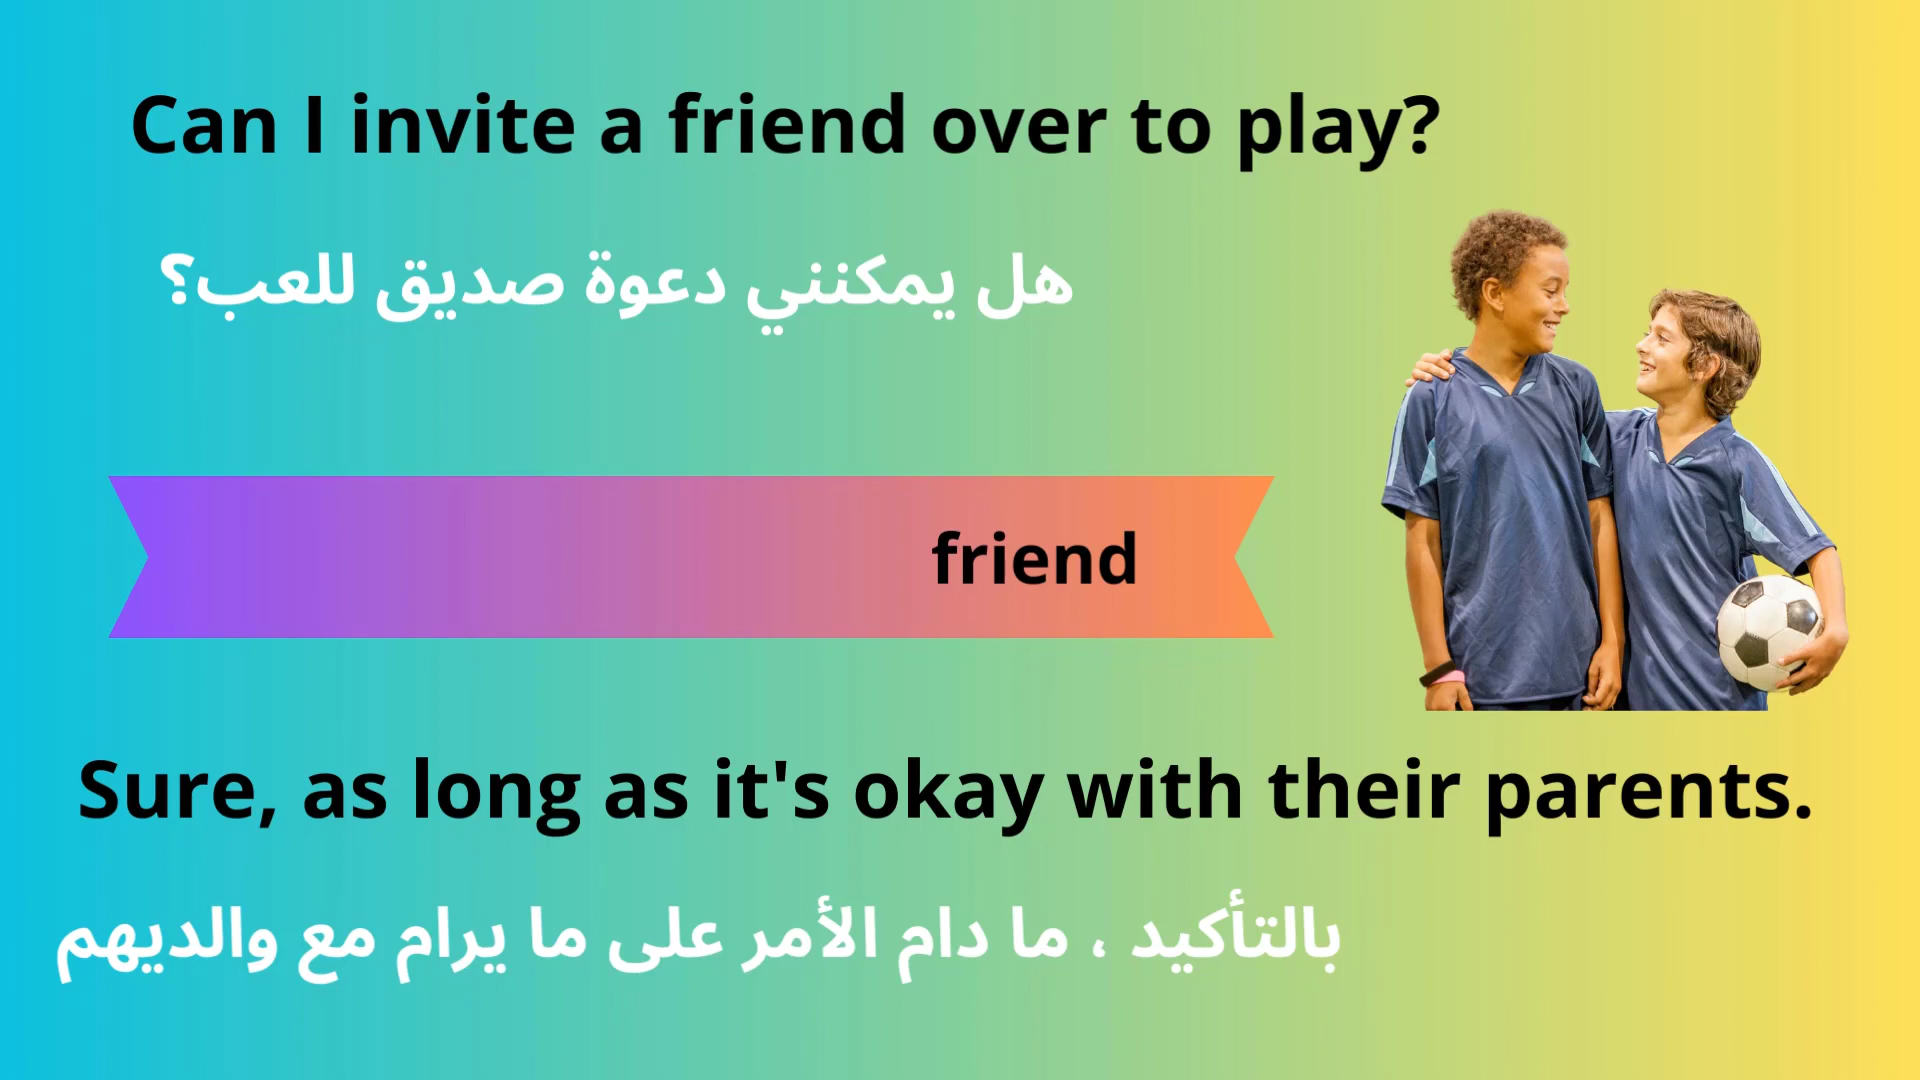 Can I invite a friend over to play?
هل يمكنني دعوة صديق للعب؟
friend
Sure, as long as it's okay with their parents.
بالتأكيد ، ما دام الأمر على ما يرام مع والديهم